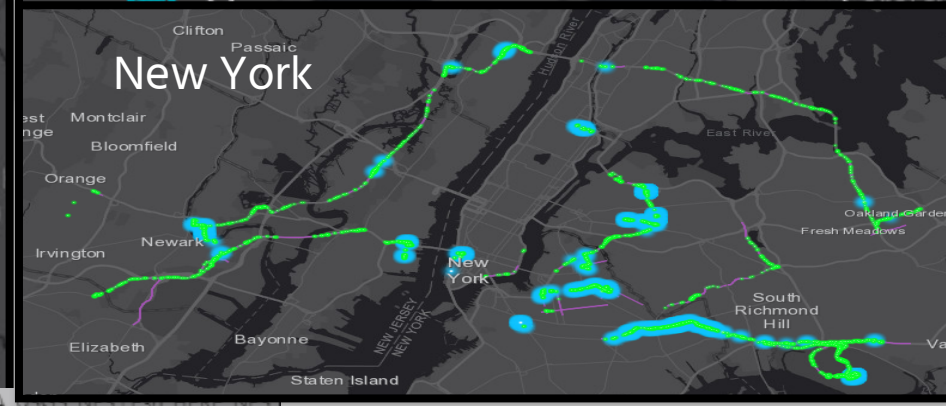 Clifton
Passaic
New York
Hudson River
Montclair
Bloomfield
East River
Orange
Oakland
Fresh Meadows
Newark
Irvington
New
York
South
Richmond
Hill
NEW JERSEY
NEW YORK
Bayonne
Elizabeth
Staten Island